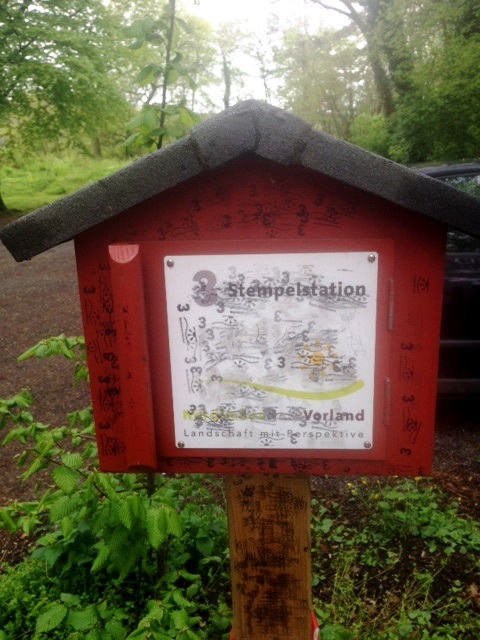 3 Stempelstation
Vorland
Landschaft mit Perspektive